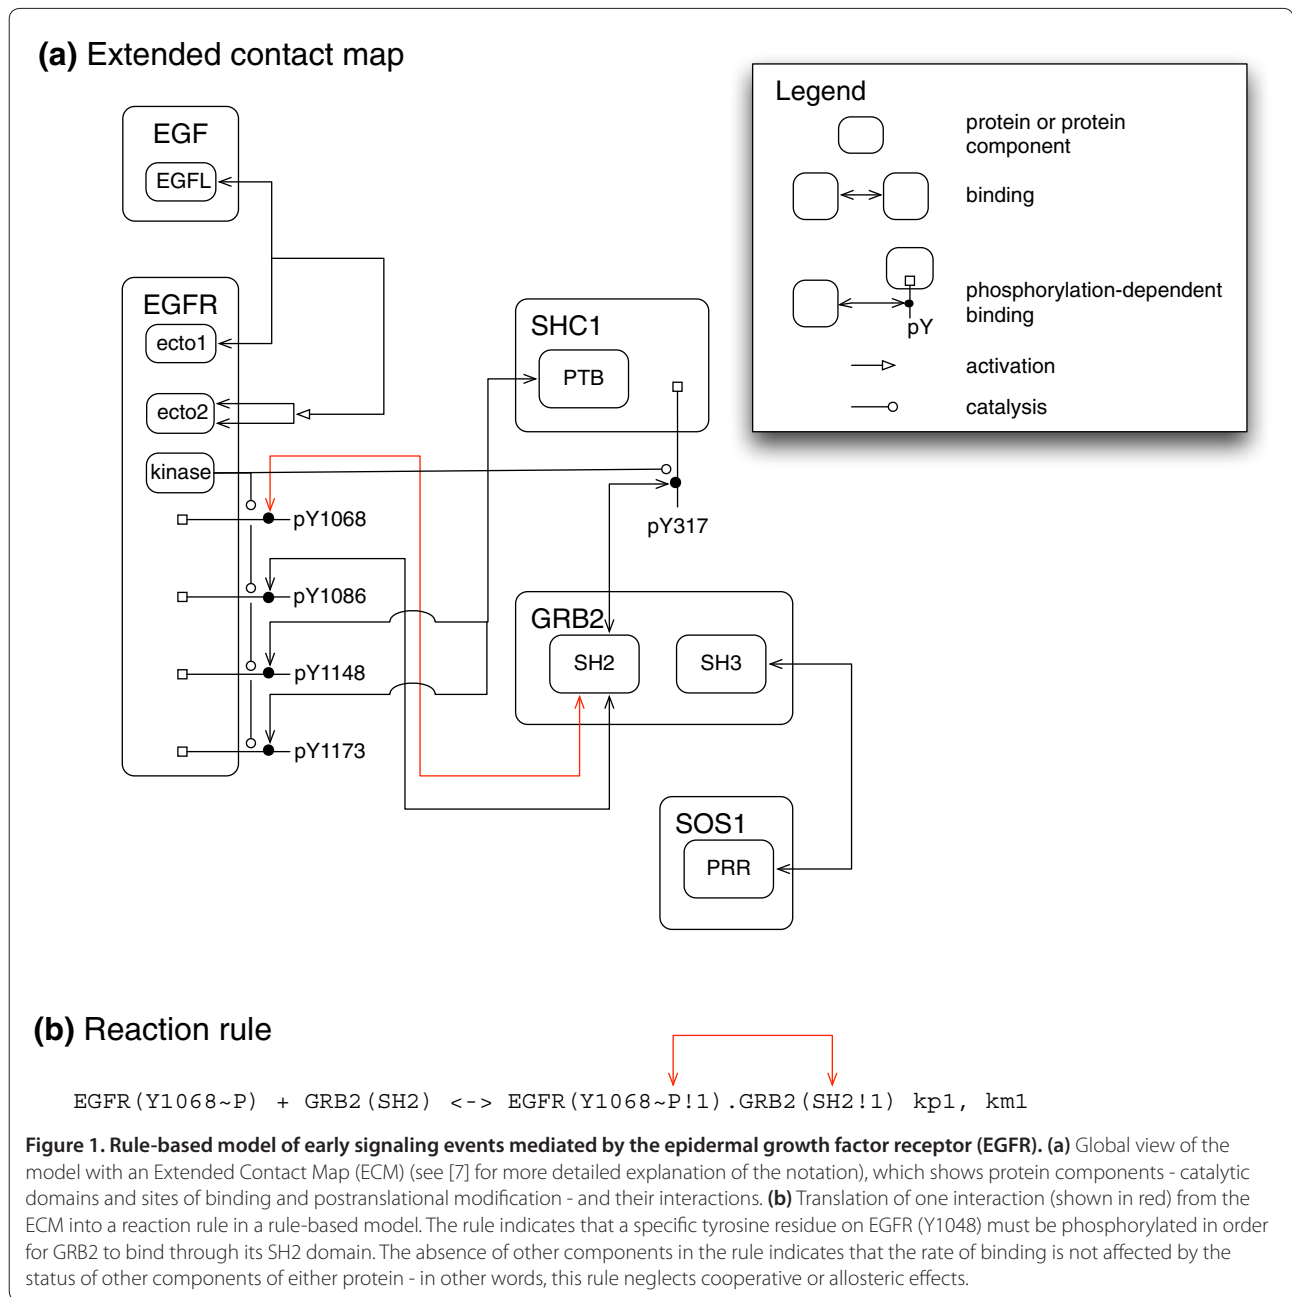 (a) Extended contact map
Legend
protein or protein
component
binding
phosphorylation-dependent
binding
pY
activation
catalysis
EGF
EGFL
EGFR
ecto1
ecto2
kinase
pY1068
pY1086
pY1148
pY1173
SHC1
PTB
pY317
GRB2
SH2
SH3
SOS1
PRR
(b) Reaction rule
EGFR(Y1068~P) + GRB2(SH2) <-> EGFR(Y1068~P!1).GRB2(SH2!1) kp1, km1
Figure 1. Rule-based model of early signaling events mediated by the epidermal growth factor receptor (EGFR). (a) Global view of the
model with an Extended Contact Map (ECM) (see [7] for more detailed explanation of the notation), which shows protein components - catalytic
domains and sites of binding and postranslational modification - and their interactions. (b) Translation of one interaction (shown in red) from the
ECM into a reaction rule in a rule-based model. The rule indicates that a specific tyrosine residue on EGFR (Y1048) must be phosphorylated in order
for GRB2 to bind through its SH2 domain. The absence of other components in the rule indicates that the rate of binding is not affected by the
status of other components of either protein - in other words, this rule neglects cooperative or allosteric effects.